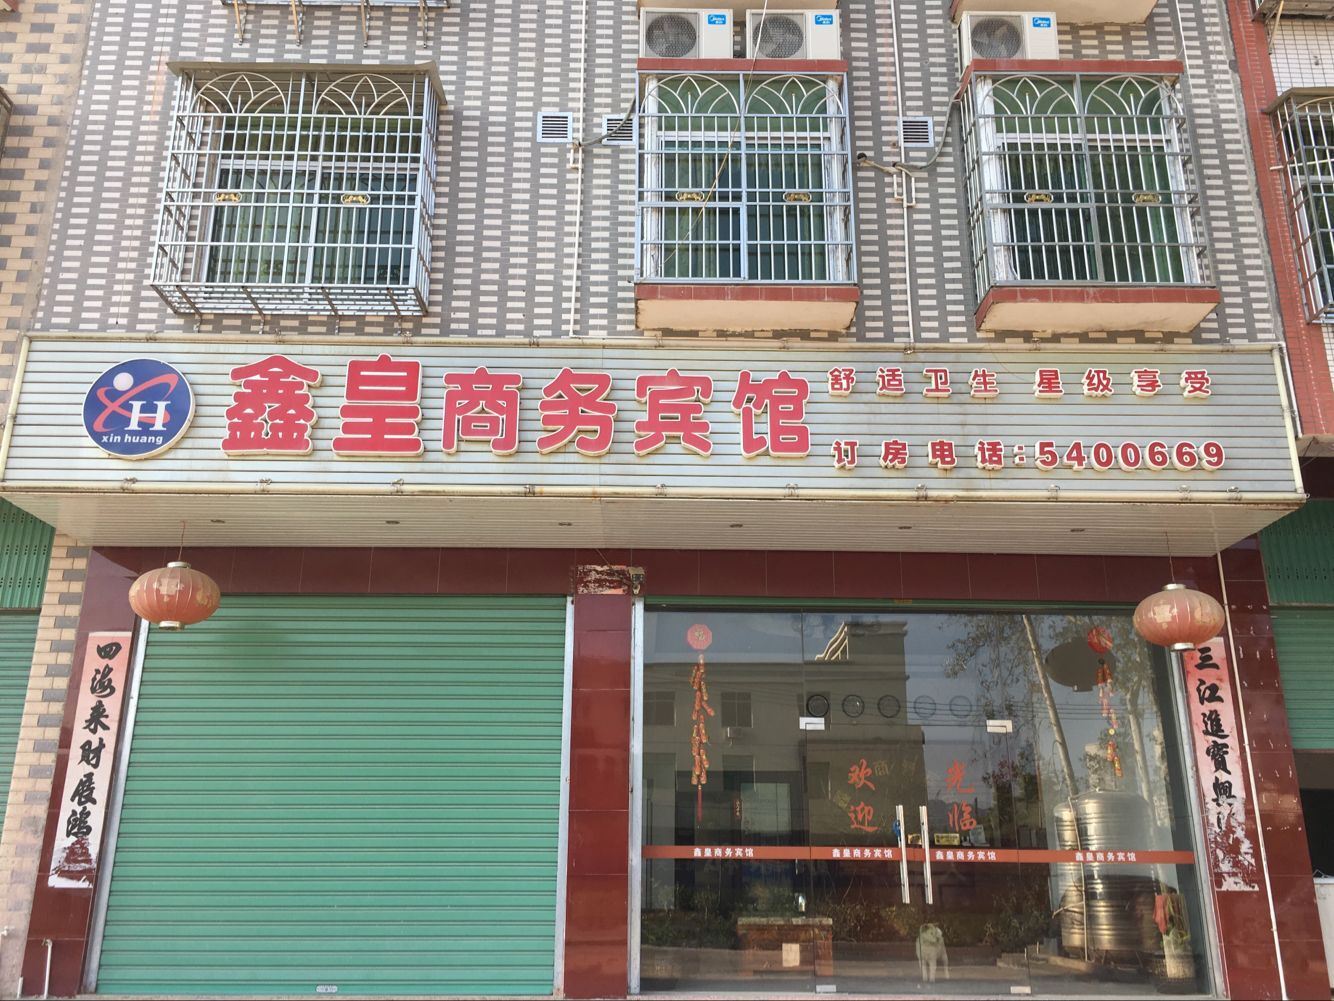 H
xin huang
鑫皇商务宾馆
舒适卫生 星级享受
订房电话:5400669
四海来财展鸿
三江進寶興
欢迎
光临
鑫皇商务宾馆
鑫皇商务宾馆
鑫皇商务宾馆
鑫皇商务宾馆